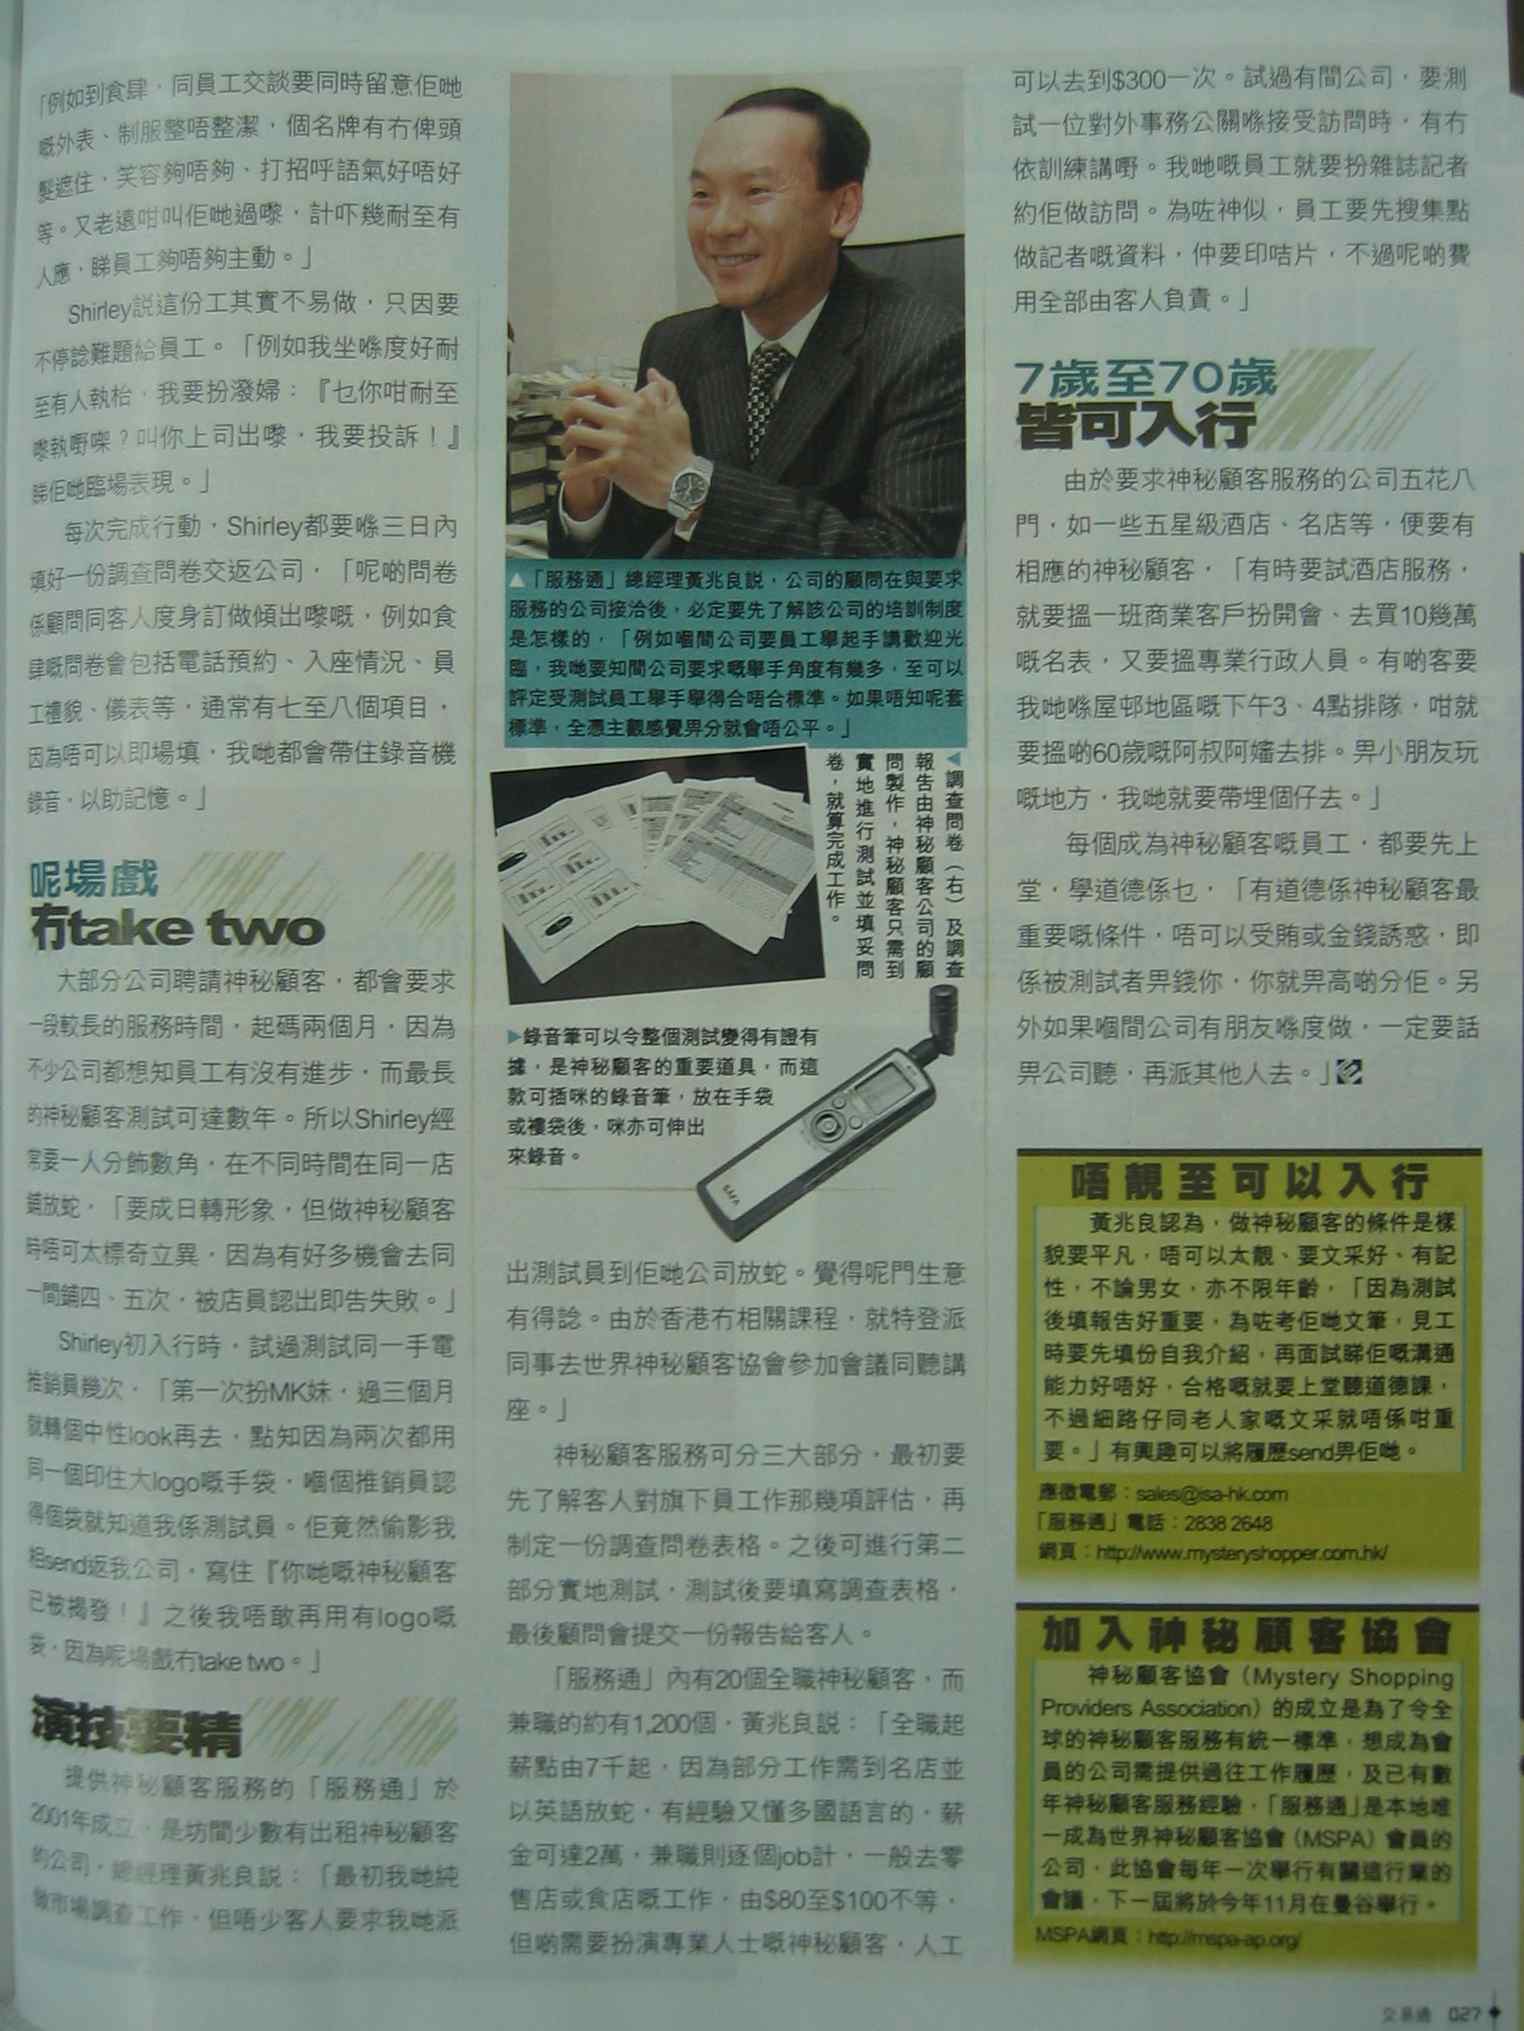 「例如到食肆，同員工交談要同時留意佢哋
嘅外表、制服整唔整潔，個名牌有冇俾頭
髮遮住，笑容夠唔夠、打招呼語氣好唔好
等。又老遠咁叫佢哋過嚟，計吓幾耐至有
人應，睇員工夠唔夠主動。」
Shirley説這份工其實不易做，只因要
不停諗難題給員工。「例如我坐喺度好耐
至有人執枱，我要扮潑婦：『乜你咁耐至
嚟執嘢㗎？叫你上司出嚟，我要投訴！』
睇佢哋臨場表現。」
每次完成行動，Shirley都要喺三日內
填好一份調查問卷交返公司，「呢啲問卷
係顧問同客人度身訂做傾出嚟嘅，例如食
肆嘅問卷會包括電話預約、入座情況、員
工禮貌、儀表等，通常有七至八個項目，
因為唔可以即場填，我哋都會帶住錄音機
錄音，以助記憶。」
呢場戲
冇take two
大部分公司聘請神秘顧客，都會要求
一段較長的服務時間，起碼兩個月，因為
不少公司都想知員工有沒有進步，而最長
的神秘顧客測試可達數年。所以Shirley經
常要一人分飾數角，在不同時間在同一店
鋪放蛇，「要成日轉形象，但做神秘顧客
時唔可太標奇立異，因為有好多機會去同
一間鋪四、五次，被店員認出即告失敗。」
Shirley初入行時，試過測試同一手電
推銷員幾次，「第一次扮MK妹，過三個月
就轉個中性look再去，點知因為兩次都用
同一個印住大logo嘅手袋，嗰個推銷員認
得個袋就知道我係測試員。佢竟然偷影我
相send返我公司，寫住『你哋嘅神秘顧客
已被揭發！』之後我唔敢再用有logo嘅
袋，因為呢場戲冇take two。」
演技要精
提供神秘顧客服務的「服務通」於
2001年成立，是坊間少數有出租神秘顧客
的公司，總經理黃兆良説：「最初我哋純
做市場調查工作，但唔少客人要求我哋派
▲「服務通」總經理黃兆良説，公司的顧問在與要求
服務的公司接洽後，必定要先了解該公司的培訓制度
是怎樣的，「例如嗰間公司要員工舉起手講歡迎光
臨，我哋要知間公司要求嘅舉手角度有幾多，至可以
評定受測試員工舉手舉得合唔合標準。如果唔知呢套
標準，全憑主觀感覺畀分就會唔公平。」
◀調查問卷（右）及調查
報告由神秘顧客公司的顧
問製作，神秘顧客只需到
實地進行測試並填妥問
卷，就算完成工作。
▶錄音筆可以令整個測試變得有證有
據，是神秘顧客的重要道具，而這
款可插咪的錄音筆，放在手袋
或褸袋後，咪亦可伸出
來錄音。
SAFA
出測試員到佢哋公司放蛇。覺得呢門生意
有得諗。由於香港冇相關課程，就特登派
同事去世界神秘顧客協會參加會議同聽講
座。」
神秘顧客服務可分三大部分，最初要
先了解客人對旗下員工作那幾項評估，再
制定一份調查問卷表格。之後可進行第二
部分實地測試，測試後要填寫調查表格，
最後顧問會提交一份報告給客人。
「服務通」內有20個全職神秘顧客，而
兼職的約有1,200個，黃兆良説：「全職起
薪點由7千起，因為部分工作需到名店並
以英語放蛇，有經驗又懂多國語言的，薪
金可達2萬，兼職則逐個job計，一般去零
售店或食店嘅工作，由$80至$100不等，
但啲需要扮演專業人士嘅神秘顧客，人工
可以去到$300一次。試過有間公司，要測
試一位對外事務公關喺接受訪問時，有冇
依訓練講嘢。我哋嘅員工就要扮雜誌記者
約佢做訪問。為咗神似，員工要先搜集點
做記者嘅資料，仲要印咭片，不過呢啲費
用全部由客人負責。」
7歲至70歲
皆可入行
由於要求神秘顧客服務的公司五花八
門，如一些五星級酒店、名店等，便要有
相應的神秘顧客，「有時要試酒店服務，
就要搵一班商業客戶扮開會、去買10幾萬
嘅名表，又要搵專業行政人員。有啲客要
我哋喺屋邨地區嘅下午3、4點排隊，咁就
要搵啲60歲嘅阿叔阿嬸去排。畀小朋友玩
嘅地方，我哋就要帶埋個仔去。」
每個成為神秘顧客嘅員工，都要先上
堂，學道德係乜，「有道德係神秘顧客最
重要嘅條件，唔可以受賄或金錢誘惑，即
係被測試者畀錢你，你就畀高啲分佢。另
外如果嗰間公司有朋友喺度做，一定要話
畀公司聽，再派其他人去。」
唔靚至可以入行
黃兆良認為，做神秘顧客的條件是樣
貌要平凡，唔可以太靚、要文采好、有記
性，不論男女，亦不限年齡，「因為測試
後填報告好重要，為咗考佢哋文筆，見工
時要先填份自我介紹，再面試睇佢嘅溝通
能力好唔好，合格嘅就要上堂聽道德課，
不過細路仔同老人家嘅文采就唔係咁重
要。」有興趣可以將履歷send畀佢哋。
應徵電郵：sales@isa-hk.com
「服務通」電話：2838 2648
網頁：http://www.mysteryshopper.com.hk/
加入神秘顧客協會
神秘顧客協會（Mystery Shopping
Providers Association）的成立是為了令全
球的神秘顧客服務有統一標準，想成為會
員的公司需提供過往工作履歷，及已有數
年神秘顧客服務經驗，「服務通」是本地唯
一成為世界神秘顧客協會（MSPA）會員的
公司，此協會每年一次舉行有關這行業的
會議，下一屆將於今年11月在曼谷舉行。
MSPA網頁：http://mspa-ap.org/
交易通 027